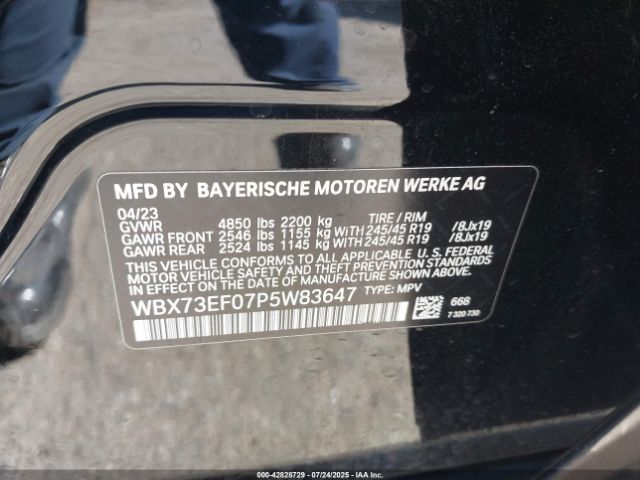 MFD BY BAYERISCHE MOTOREN WERKE AG
04/23
GVWR 4850 lbs 2200 kg TIRE / RIM
GAWR FRONT 2546 lbs 1155 kg WITH 245/45 R19 /8Jx19
GAWR REAR 2524 lbs 1145 kg WITH 245/45 R19 /8Jx19
THIS VEHICLE CONFORMS TO ALL APPLICABLE U. S. FEDERAL
MOTOR VEHICLE SAFETY, BUMPER, AND THEFT PREVENTION STANDARDS
IN EFFECT ON THE DATE OF MANUFACTURE SHOWN ABOVE.
WBX73EF07P5W83647 TYPE: MPV
668
7 320 730
000-42828729 07/24/2025 IAAI.COM